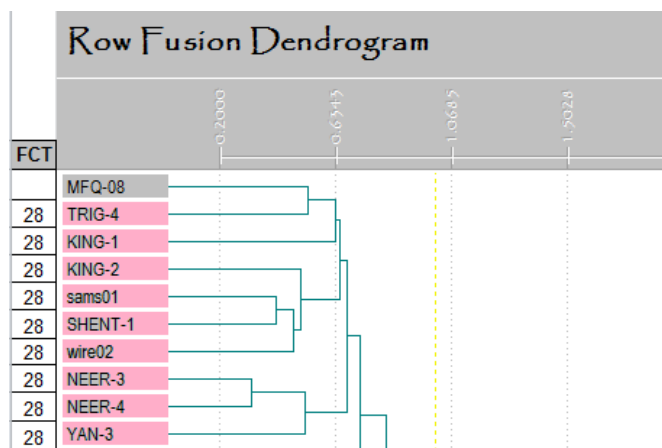 Row Fusion Dendrogram
0.2000 0.6343 1.0685 1.5028
FCT
MFQ-08
28 TRIG-4
28 KING-1
28 KING-2
28 sams01
28 SHENT-1
28 wire02
28 NEER-3
28 NEER-4
28 YAN-3